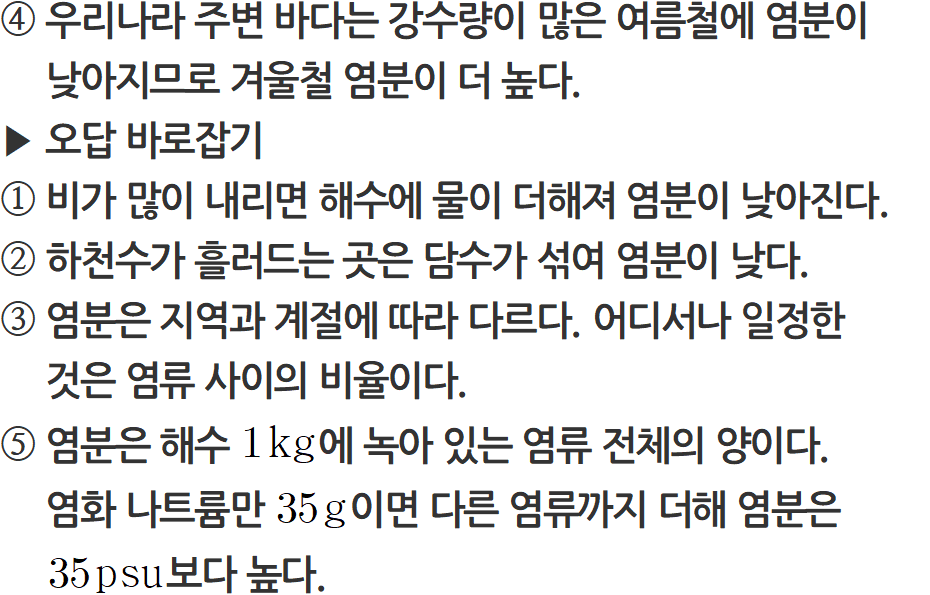 ④ 우리나라 주변 바다는 강수량이 많은 여름철에 염분이
낮아지므로 겨울철 염분이 더 높다.
▶ 오답 바로잡기
① 비가 많이 내리면 해수에 물이 더해져 염분이 낮아진다.
② 하천수가 흘러드는 곳은 담수가 섞여 염분이 낮다.
③ 염분은 지역과 계절에 따라 다르다. 어디서나 일정한
것은 염류 사이의 비율이다.
⑤ 염분은 해수 1kg에 녹아 있는 염류 전체의 양이다.
염화 나트륨만 35g이면 다른 염류까지 더해 염분은
35psu보다 높다.